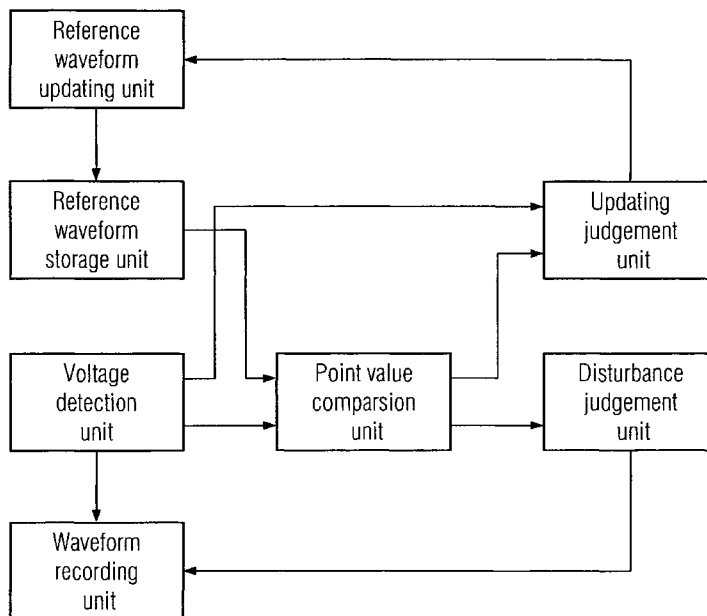 Reference
waveform
updating unit
Reference
waveform
storage unit
Updating
judgement
unit
Voltage
detection
unit
Point value
comparsion
unit
Disturbance
judgement
unit
Waveform
recording
unit